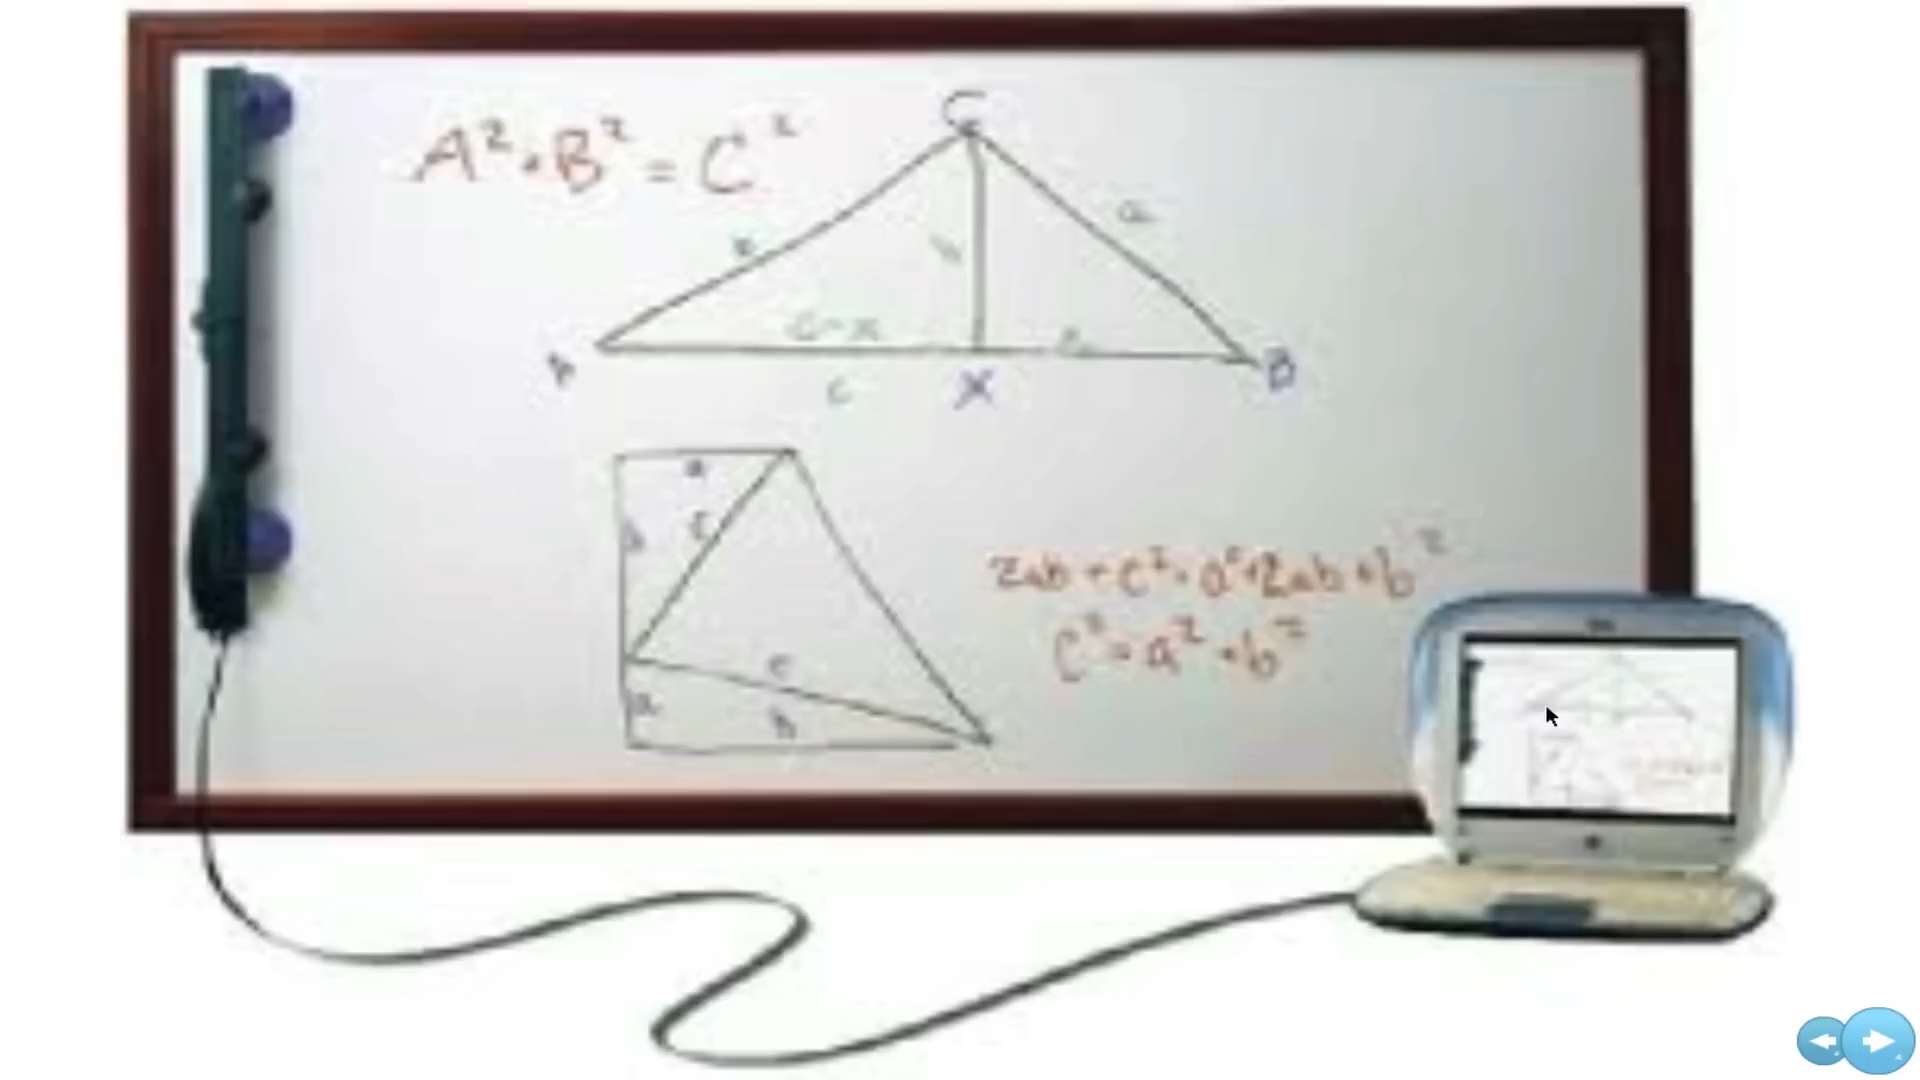 A² + B² = C²
C
a
h
C-x
A
c
X
B
a
b
c
c
a
b
2ab + c² = a² + 2ab + b²
C² = a² + b²